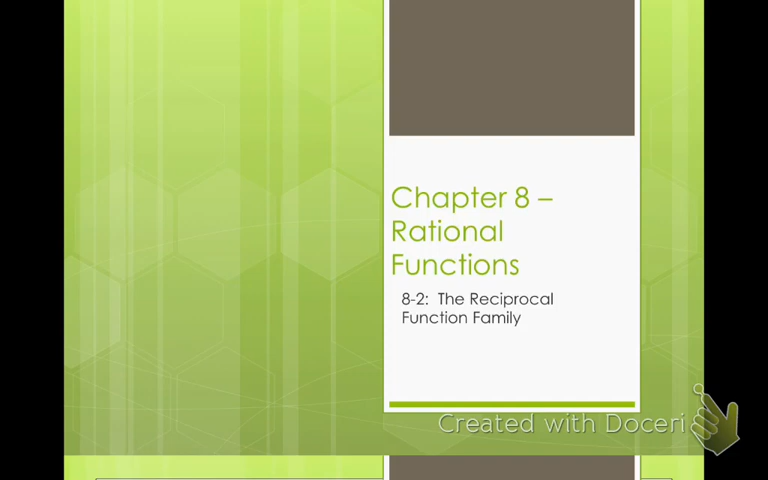 Chapter 8 –
Rational
Functions
8-2: The Reciprocal
Function Family
Created with Doceri